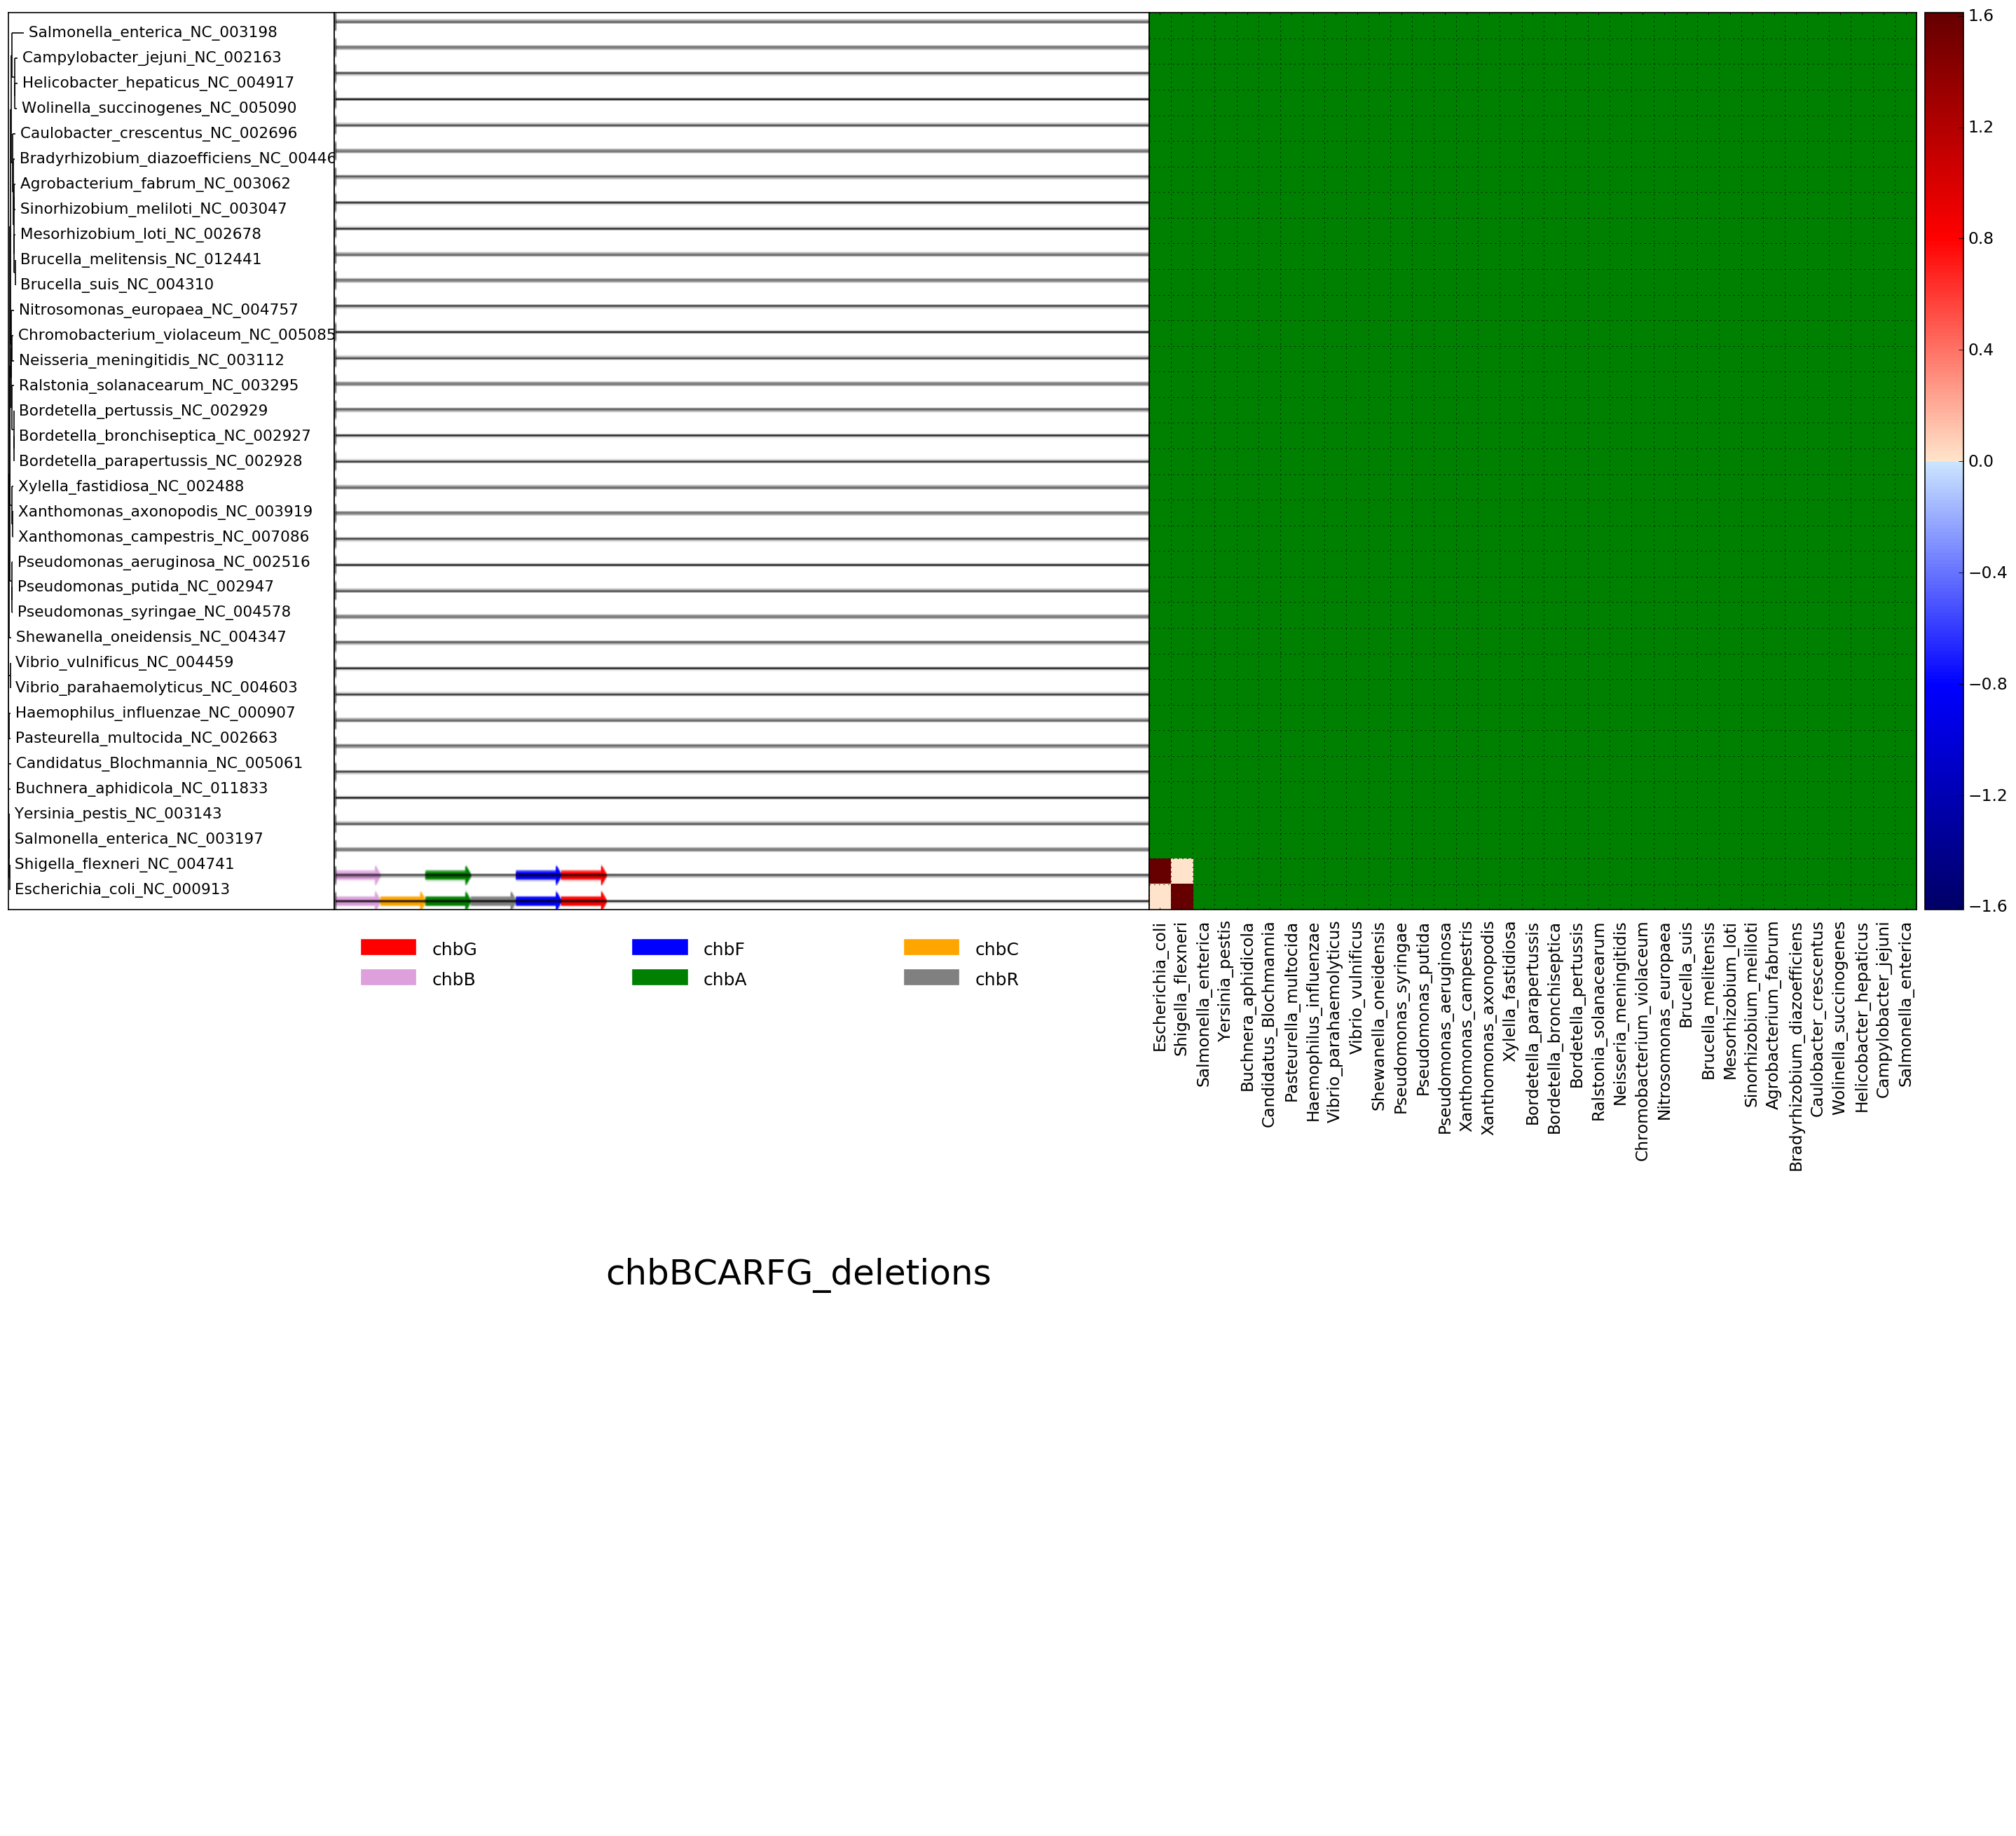 Salmonella_enterica_NC_003198
Campylobacter_jejuni_NC_002163
Helicobacter_hepaticus_NC_004917
Wolinella_succinogenes_NC_005090
Caulobacter_crescentus_NC_002696
Bradyrhizobium_diazoefficiens_NC_00446
Agrobacterium_fabrum_NC_003062
Sinorhizobium_meliloti_NC_003047
Mesorhizobium_loti_NC_002678
Brucella_melitensis_NC_012441
Brucella_suis_NC_004310
Nitrosomonas_europaea_NC_004757
Chromobacterium_violaceum_NC_005085
Neisseria_meningitidis_NC_003112
Ralstonia_solanacearum_NC_003295
Bordetella_pertussis_NC_002929
Bordetella_bronchiseptica_NC_002927
Bordetella_parapertussis_NC_002928
Xylella_fastidiosa_NC_002488
Xanthomonas_axonopodis_NC_003919
Xanthomonas_campestris_NC_007086
Pseudomonas_aeruginosa_NC_002516
Pseudomonas_putida_NC_002947
Pseudomonas_syringae_NC_004578
Shewanella_oneidensis_NC_004347
Vibrio_vulnificus_NC_004459
Vibrio_parahaemolyticus_NC_004603
Haemophilus_influenzae_NC_000907
Pasteurella_multocida_NC_002663
Candidatus_Blochmannia_NC_005061
Buchnera_aphidicola_NC_011833
Yersinia_pestis_NC_003143
Salmonella_enterica_NC_003197
Shigella_flexneri_NC_004741
Escherichia_coli_NC_000913
1.6
1.2
0.8
0.4
0.0
−0.4
−0.8
−1.2
−1.6
chbG
chbF
chbC
chbB
chbA
chbR
Escherichia_coli
Shigella_flexneri
Salmonella_enterica
Yersinia_pestis
Buchnera_aphidicola
Candidatus_Blochmannia
Pasteurella_multocida
Haemophilus_influenzae
Vibrio_parahaemolyticus
Vibrio_vulnificus
Shewanella_oneidensis
Pseudomonas_syringae
Pseudomonas_putida
Pseudomonas_aeruginosa
Xanthomonas_campestris
Xanthomonas_axonopodis
Xylella_fastidiosa
Bordetella_parapertussis
Bordetella_bronchiseptica
Bordetella_pertussis
Ralstonia_solanacearum
Neisseria_meningitidis
Chromobacterium_violaceum
Nitrosomonas_europaea
Brucella_suis
Brucella_melitensis
Mesorhizobium_loti
Sinorhizobium_meliloti
Agrobacterium_fabrum
Bradyrhizobium_diazoefficiens
Caulobacter_crescentus
Wolinella_succinogenes
Helicobacter_hepaticus
Campylobacter_jejuni
Salmonella_enterica
chbBCARFG_deletions